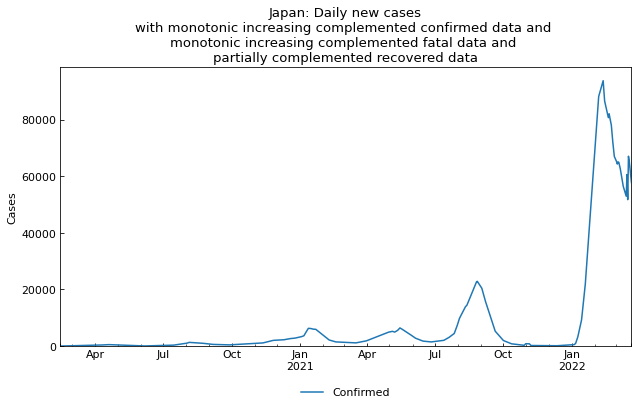 Japan: Daily new cases
with monotonic increasing complemented confirmed data and
monotonic increasing complemented fatal data and
partially complemented recovered data
80000
60000
40000
20000
0
Cases
Apr
Jul
Oct
Jan
2021
Apr
Jul
Oct
Jan
2022
Confirmed